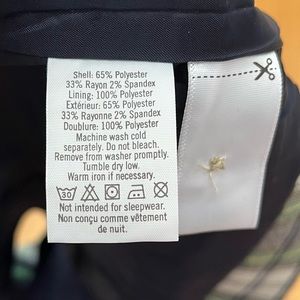 Shell: 65% Polyester
33% Rayon 2% Spandex
Lining: 100% Polyester
Extérieur: 65% Polyester
33% Rayonne 2% Spandex
Doublure: 100% Polyester
Machine wash cold
separately. Do not bleach.
Remove from washer promptly.
Tumble dry low.
Warm iron if necessary.
30
Not intended for sleepwear.
Non conçu comme vêtement
de nuit.